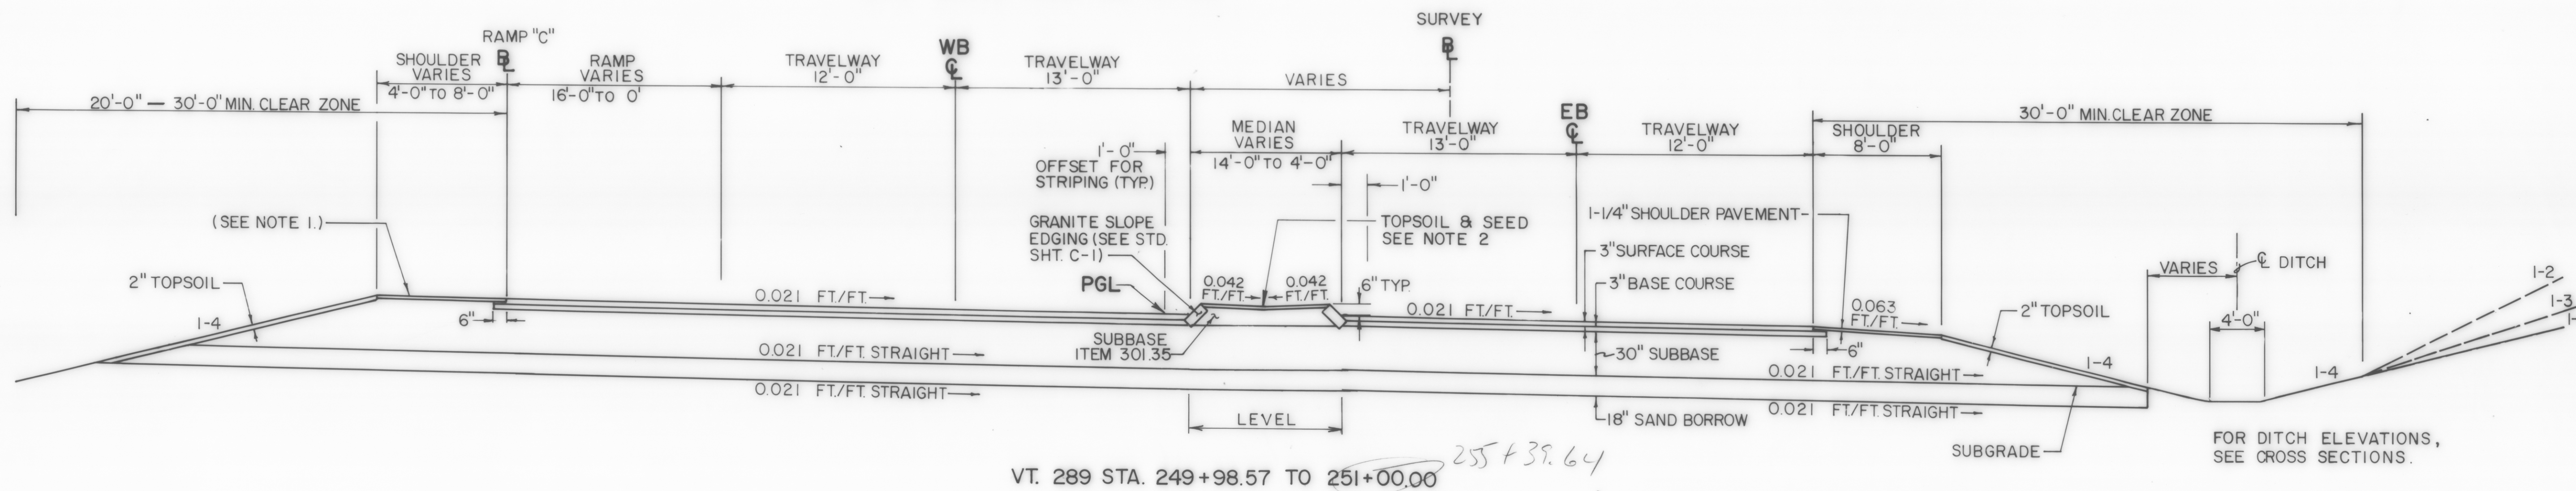 SURVEY
B̲L
RAMP "C"
BL
SHOULDER
VARIES
4'-0" TO 8'-0"
RAMP
VARIES
16'-0" TO 0'
TRAVELWAY
12'-0"
WB
CL
TRAVELWAY
13'-0"
VARIES
20'-0" — 30'-0" MIN. CLEAR ZONE
EB
CL
30'-0" MIN. CLEAR ZONE
1'-0"
OFFSET FOR
STRIPING (TYP.)
MEDIAN
VARIES
14'-0" TO 4'-0"
TRAVELWAY
13'-0"
TRAVELWAY
12'-0"
SHOULDER
8'-0"
1'-0"
(SEE NOTE 1.)
GRANITE SLOPE
EDGING (SEE STD.
SHT. C-1)
TOPSOIL & SEED
SEE NOTE 2
1-1/4" SHOULDER PAVEMENT
3" SURFACE COURSE
3" BASE COURSE
VARIES
CL DITCH
2" TOPSOIL
PGL
0.042
FT./FT.
0.042
FT./FT.
6" TYP.
0.021 FT./FT.
0.021 FT./FT.
0.063
FT./FT.
2" TOPSOIL
4'-0"
1-2
1-3
1-4
6"
SUBBASE
ITEM 301.35
0.021 FT./FT. STRAIGHT
30" SUBBASE
6"
0.021 FT./FT. STRAIGHT
1-4
1-4
0.021 FT./FT. STRAIGHT
LEVEL
18" SAND BORROW
0.021 FT./FT. STRAIGHT
SUBGRADE
FOR DITCH ELEVATIONS,
SEE CROSS SECTIONS.
255+39.64
VT. 289 STA. 249+98.57 TO 251+00.00